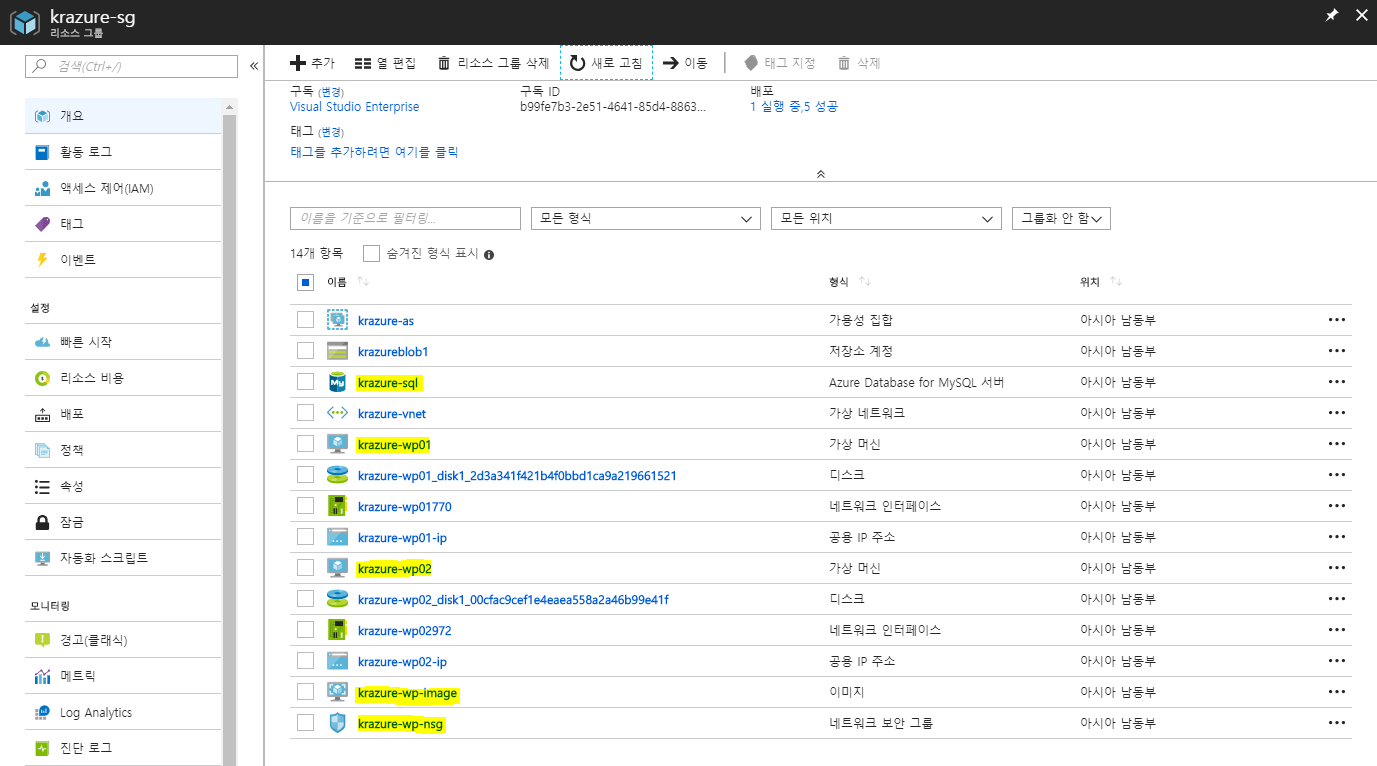 krazure-sg
리소스 그룹
검색(Ctrl+/)
추가 열 편집 리소스 그룹 삭제 새로 고침 이동 태그 지정 삭제
개요
활동 로그
액세스 제어(IAM)
태그
이벤트
설정
빠른 시작
리소스 비용
배포
정책
속성
잠금
자동화 스크립트
모니터링
경고(클래식)
메트릭
Log Analytics
진단 로그
구독 (변경) 구독 ID 배포
Visual Studio Enterprise b99fe7b3-2e51-4641-85d4-8863... 1 실행 중,5 성공
태그 (변경)
태그를 추가하려면 여기를 클릭
이름을 기준으로 필터링... 모든 형식 모든 위치 그룹화 안 함
14개 항목 숨겨진 형식 표시
이름 형식 위치
krazure-as 가용성 집합 아시아 남동부
krazureblob1 저장소 계정 아시아 남동부
krazure-sql Azure Database for MySQL 서버 아시아 남동부
krazure-vnet 가상 네트워크 아시아 남동부
krazure-wp01 가상 머신 아시아 남동부
krazure-wp01_disk1_2d3a341f421b4f0bbd1ca9a219661521 디스크 아시아 남동부
krazure-wp01770 네트워크 인터페이스 아시아 남동부
krazure-wp01-ip 공용 IP 주소 아시아 남동부
krazure-wp02 가상 머신 아시아 남동부
krazure-wp02_disk1_00cfac9cef1e4eaea558a2a46b99e41f 디스크 아시아 남동부
krazure-wp02972 네트워크 인터페이스 아시아 남동부
krazure-wp02-ip 공용 IP 주소 아시아 남동부
krazure-wp-image 이미지 아시아 남동부
krazure-wp-nsg 네트워크 보안 그룹 아시아 남동부